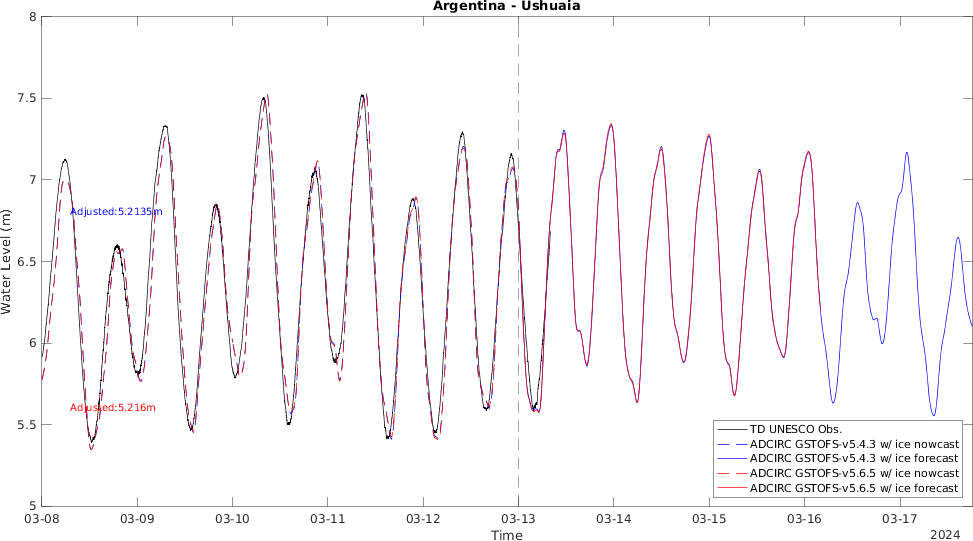 Argentina - Ushuaia
8
7.5
7
6.5
6
5.5
5
Water Level (m)
Adjusted:5.2135m
Adjusted:5.216m
TD UNESCO Obs.
ADCIRC GSTOFS-v5.4.3 w/ ice nowcast
ADCIRC GSTOFS-v5.4.3 w/ ice forecast
ADCIRC GSTOFS-v5.6.5 w/ ice nowcast
ADCIRC GSTOFS-v5.6.5 w/ ice forecast
03-08 03-09 03-10 03-11 03-12 03-13 03-14 03-15 03-16 03-17
Time
2024